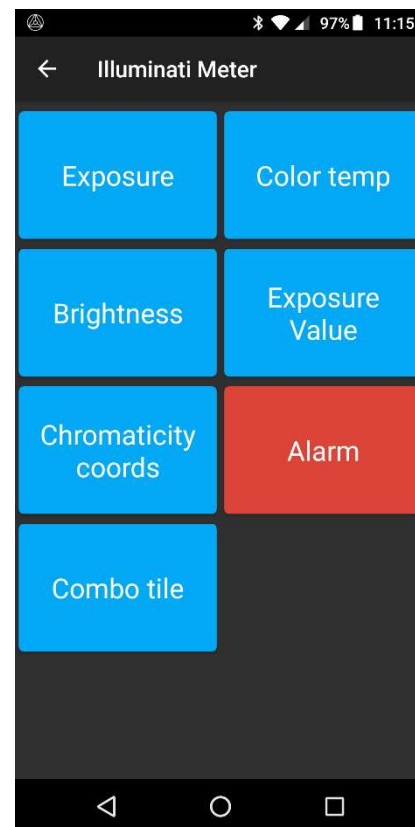 97% 11:15
Illuminati Meter
Exposure
Color temp
Brightness
Exposure
Value
Chromaticity
coords
Alarm
Combo tile